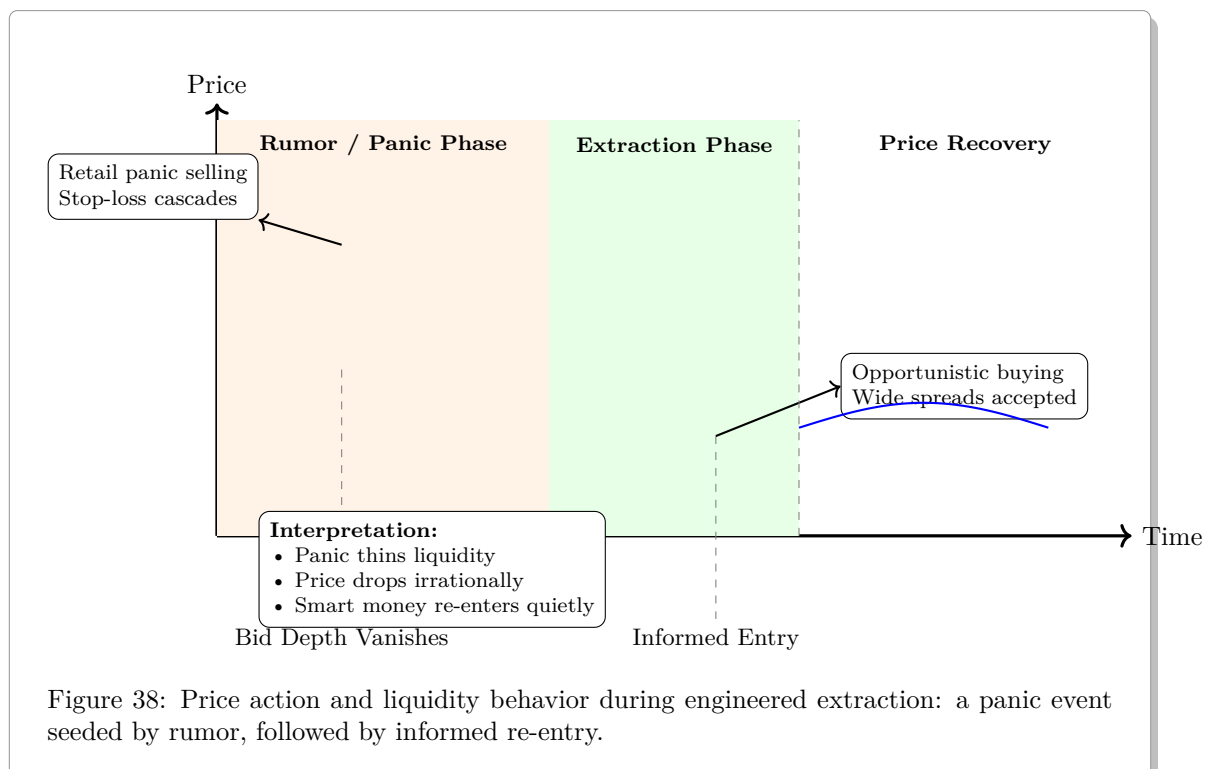 Price
Rumor / Panic Phase
Extraction Phase
Price Recovery
Retail panic selling
Stop-loss cascades
Opportunistic buying
Wide spreads accepted
Time
Interpretation:
• Panic thins liquidity
• Price drops irrationally
• Smart money re-enters quietly
Bid Depth Vanishes
Informed Entry
Figure 38: Price action and liquidity behavior during engineered extraction: a panic event
seeded by rumor, followed by informed re-entry.